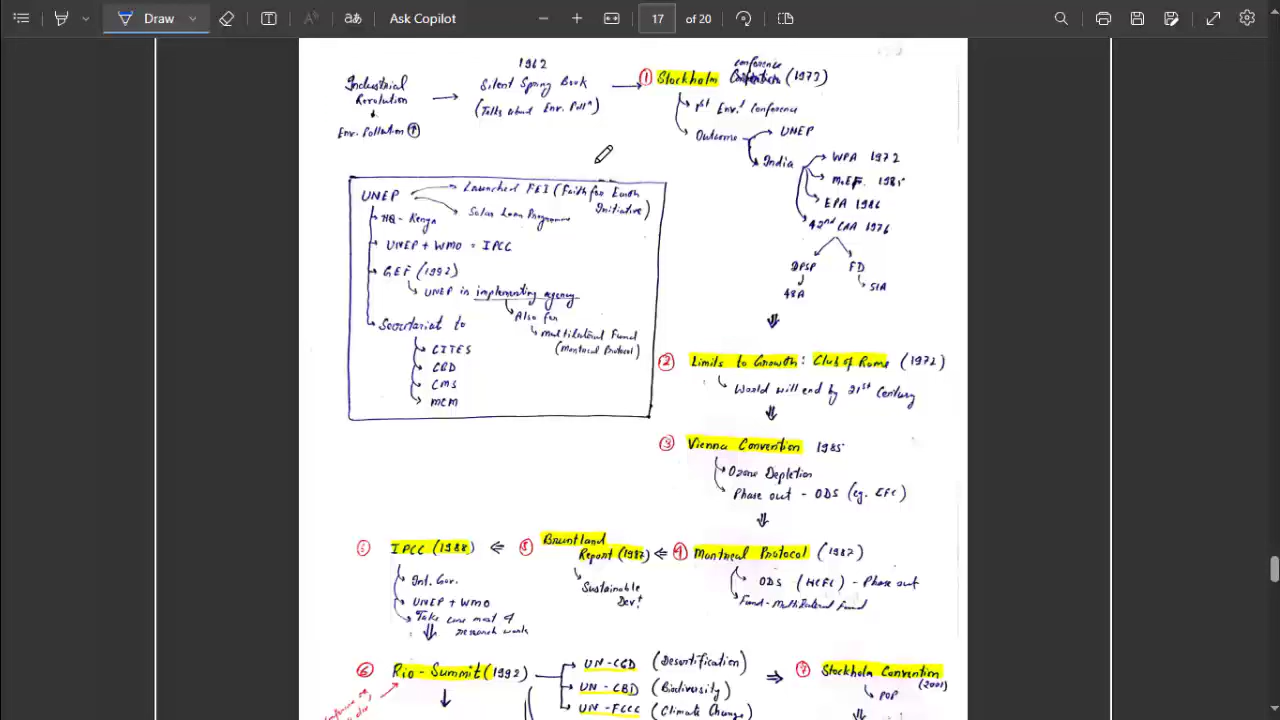 Draw
Ask Copilot
17 of 20
1962
Industrial
Revolution
Env. Pollution ↑
Silent Spring Book
(Talks about Env. Pollⁿ)
① Stockholm conference (1972)
1st Env.l Conference
Outcome
UNEP
India
WPA 1972
MoEF 1985
EPA 1986
42nd CAA 1976
DPSP
FD
48A
51A
UNEP
Launched FEI (Faith for Earth
Initiative)
Solar Loan Programme
HQ - Kenya
UNEP + WMO = IPCC
GEF (1992)
UNEP in implementing agency
Also for
Multilateral Fund
(Montreal Protocol)
Secretariat to
CITES
CBD
CMS
MCM
② Limits to Growth: Club of Rome (1972)
World will end by 21st Century
③ Vienna Convention 1985
Ozone Depletion
Phase out - ODS (eg. CFC)
④ Montreal Protocol (1987)
ODS (HCFC) - Phase out
Fund - Multilateral Fund
Bruntland
Report (1987)
Sustainable
Devt
⑤ IPCC (1988)
Int. Gov.
UNEP + WMO
Take care most of
research work
⑥ Rio-Summit (1992)
UN-CCD (Desertification)
UN-CBD (Biodiversity)
UN-FCCC (Climate Change)
⑦ Stockholm Convention
(2001)
POP